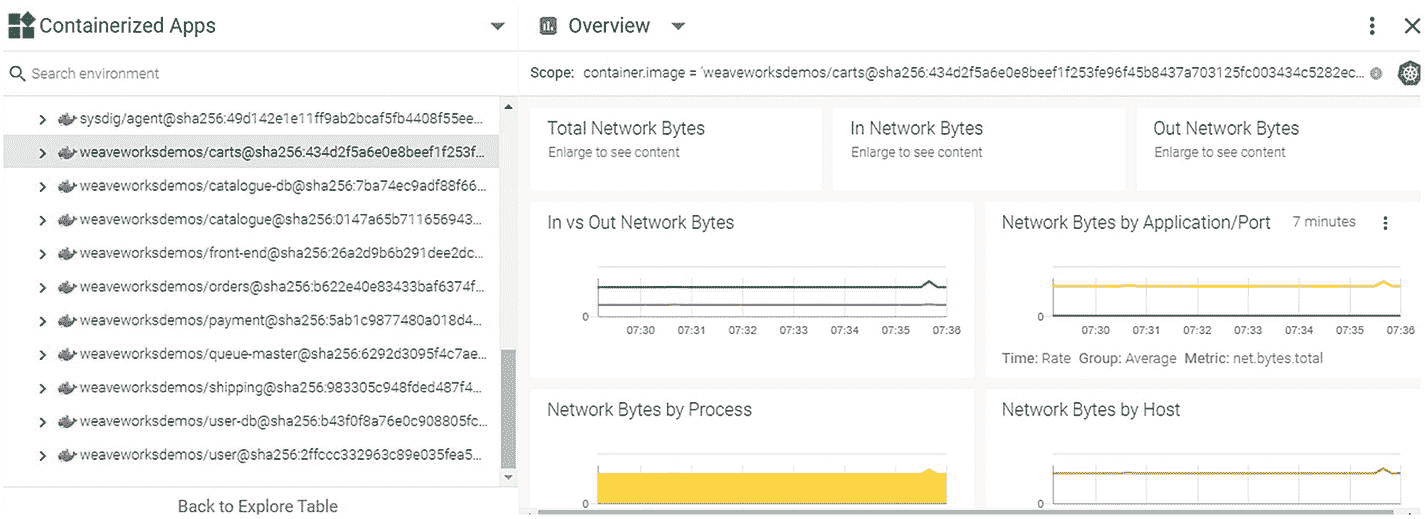 Containerized Apps
Search environment
sysdig/agent@sha256:49d142e1e11ff9ab2bcaf5fb4408f55ee...
weaveworksdemos/carts@sha256:434d2f5a6e0e8beef1f253f...
weaveworksdemos/catalogue-db@sha256:7ba74ec9adf88f66...
weaveworksdemos/catalogue@sha256:0147a65b711656943...
weaveworksdemos/front-end@sha256:26a2d9b6b291dee2dc...
weaveworksdemos/orders@sha256:b622e40e83433baf6374f...
weaveworksdemos/payment@sha256:5ab1c9877480a018d4...
weaveworksdemos/queue-master@sha256:6292d3095f4c7ae...
weaveworksdemos/shipping@sha256:983305c948fded487f4...
weaveworksdemos/user-db@sha256:b43f0f8a76e0c908805fc...
weaveworksdemos/user@sha256:2ffccc332963c89e035fea5...
Back to Explore Table
Overview
Scope: container.image = 'weaveworksdemos/carts@sha256:434d2f5a6e0e8beef1f253fe96f45b8437a703125fc003434c5282ec...
Total Network Bytes
Enlarge to see content
In Network Bytes
Enlarge to see content
Out Network Bytes
Enlarge to see content
In vs Out Network Bytes
0
07:30 07:31 07:32 07:33 07:34 07:35 07:36
Network Bytes by Application/Port 7 minutes
0
07:30 07:31 07:32 07:33 07:34 07:35 07:36
Time: Rate Group: Average Metric: net.bytes.total
Network Bytes by Process
0
Network Bytes by Host
0